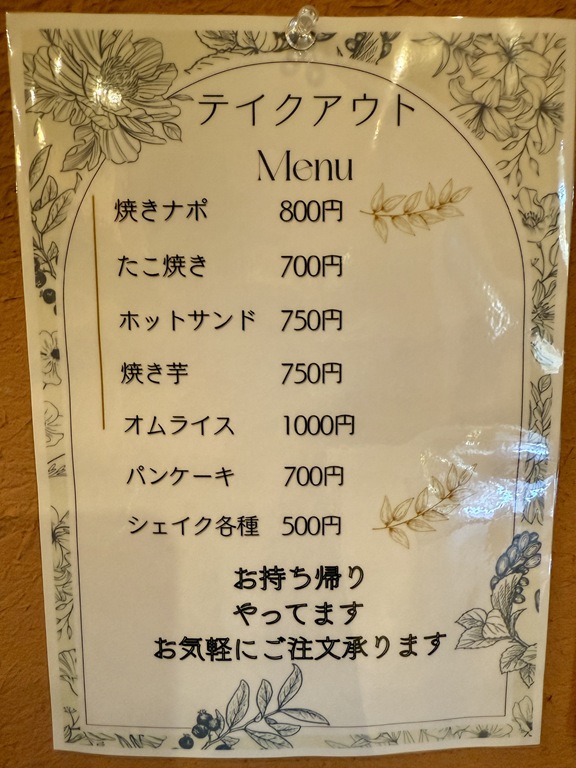 テイクアウト
Menu
焼きナポ 800円
たこ焼き 700円
ホットサンド 750円
焼き芋 750円
オムライス 1000円
パンケーキ 700円
シェイク各種 500円
お持ち帰り
やってます
お気軽にご注文承ります